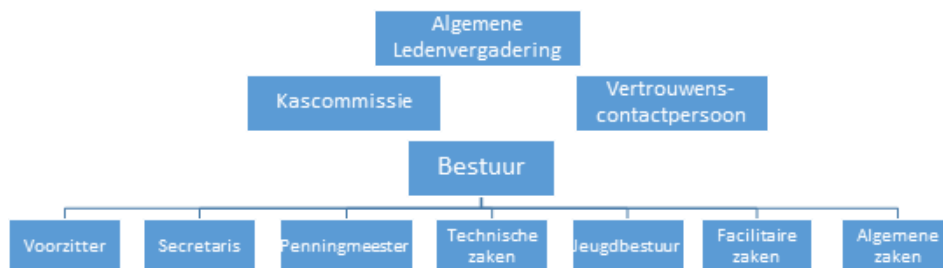 Algemene
Ledenvergadering
Kascommissie
Vertrouwens-
contactpersoon
Bestuur
Voorzitter
Secretaris
Penningmeester
Technische
zaken
Jeugdbestuur
Facilitaire
zaken
Algemene
zaken